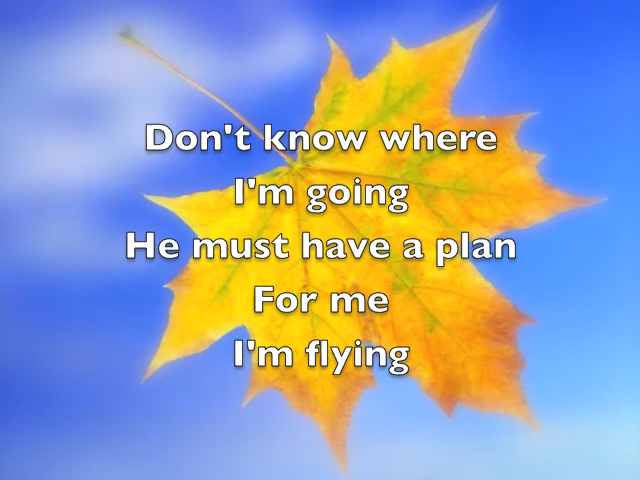 Don't know where
I'm going
He must have a plan
For me
I'm flying